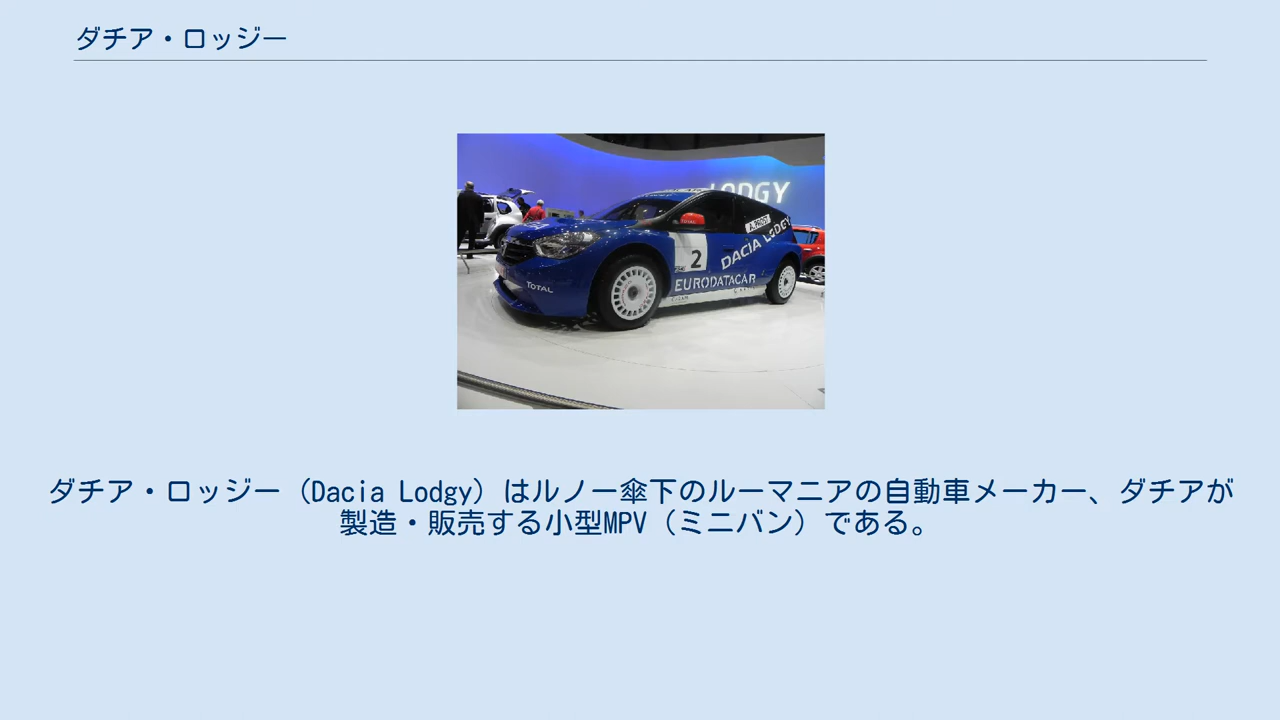 ダチア・ロッジー
LODGY
A.PROST
DACIA LODGY
2
EURODATACAR
TOTAL
ダチア・ロッジー（Dacia Lodgy）はルノー傘下のルーマニアの自動車メーカー、ダチアが
製造・販売する小型MPV（ミニバン）である。